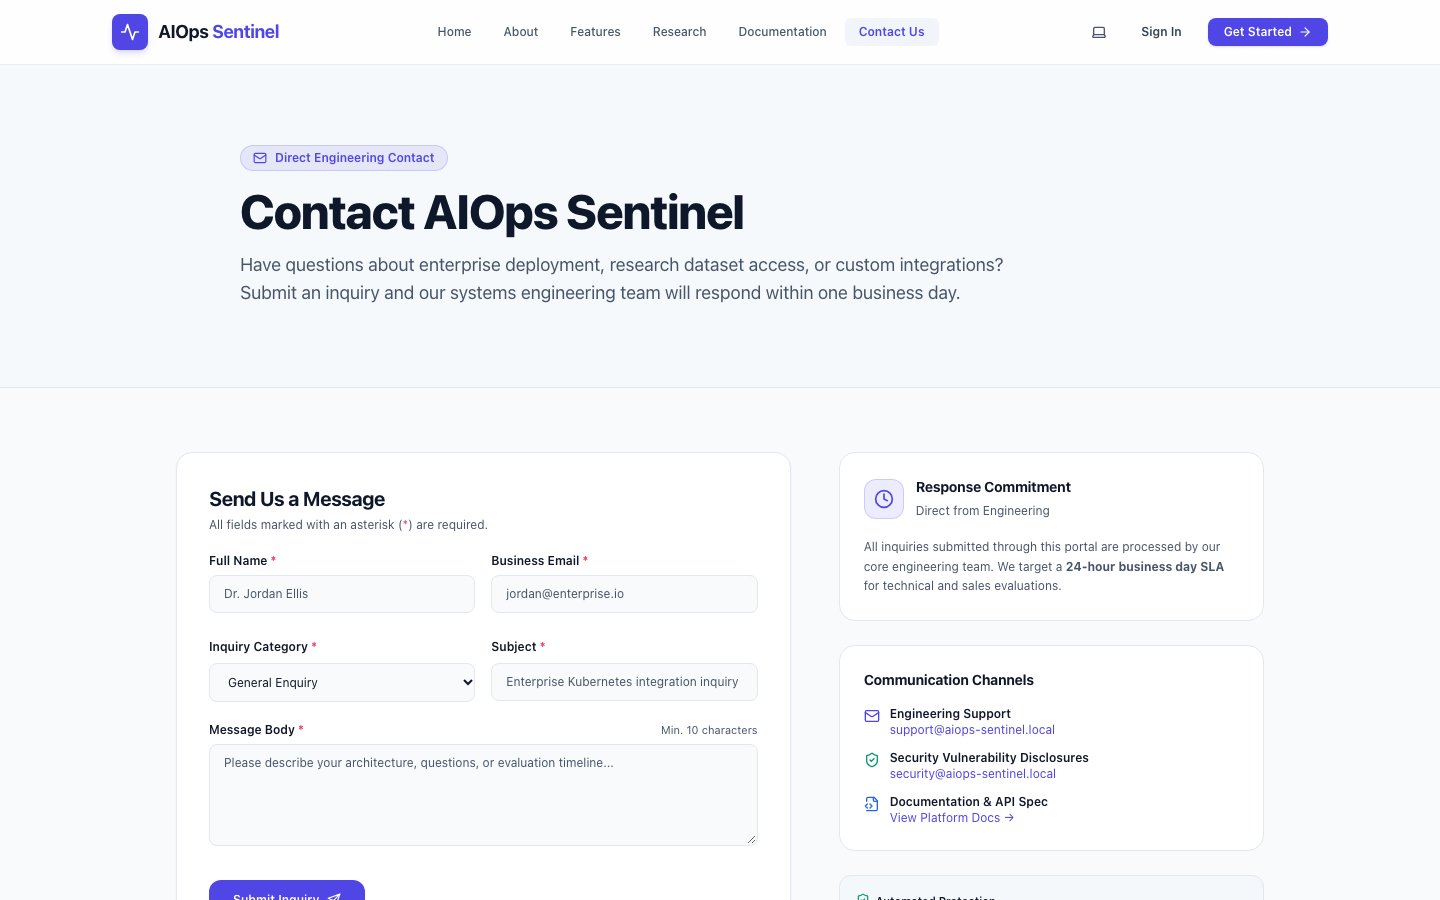 AIOps Sentinel
Home
About
Features
Research
Documentation
Contact Us
Sign In
Get Started
Direct Engineering Contact
Contact AIOps Sentinel
Have questions about enterprise deployment, research dataset access, or custom integrations?
Submit an inquiry and our systems engineering team will respond within one business day.
Send Us a Message
All fields marked with an asterisk (*) are required.
Full Name *
Dr. Jordan Ellis
Business Email *
jordan@enterprise.io
Inquiry Category *
General Enquiry
Subject *
Enterprise Kubernetes integration inquiry
Message Body *
Min. 10 characters
Please describe your architecture, questions, or evaluation timeline...
Submit Inquiry
Response Commitment
Direct from Engineering
All inquiries submitted through this portal are processed by our
core engineering team. We target a 24-hour business day SLA
for technical and sales evaluations.
Communication Channels
Engineering Support
support@aiops-sentinel.local
Security Vulnerability Disclosures
security@aiops-sentinel.local
Documentation & API Spec
View Platform Docs →
Automated Protection